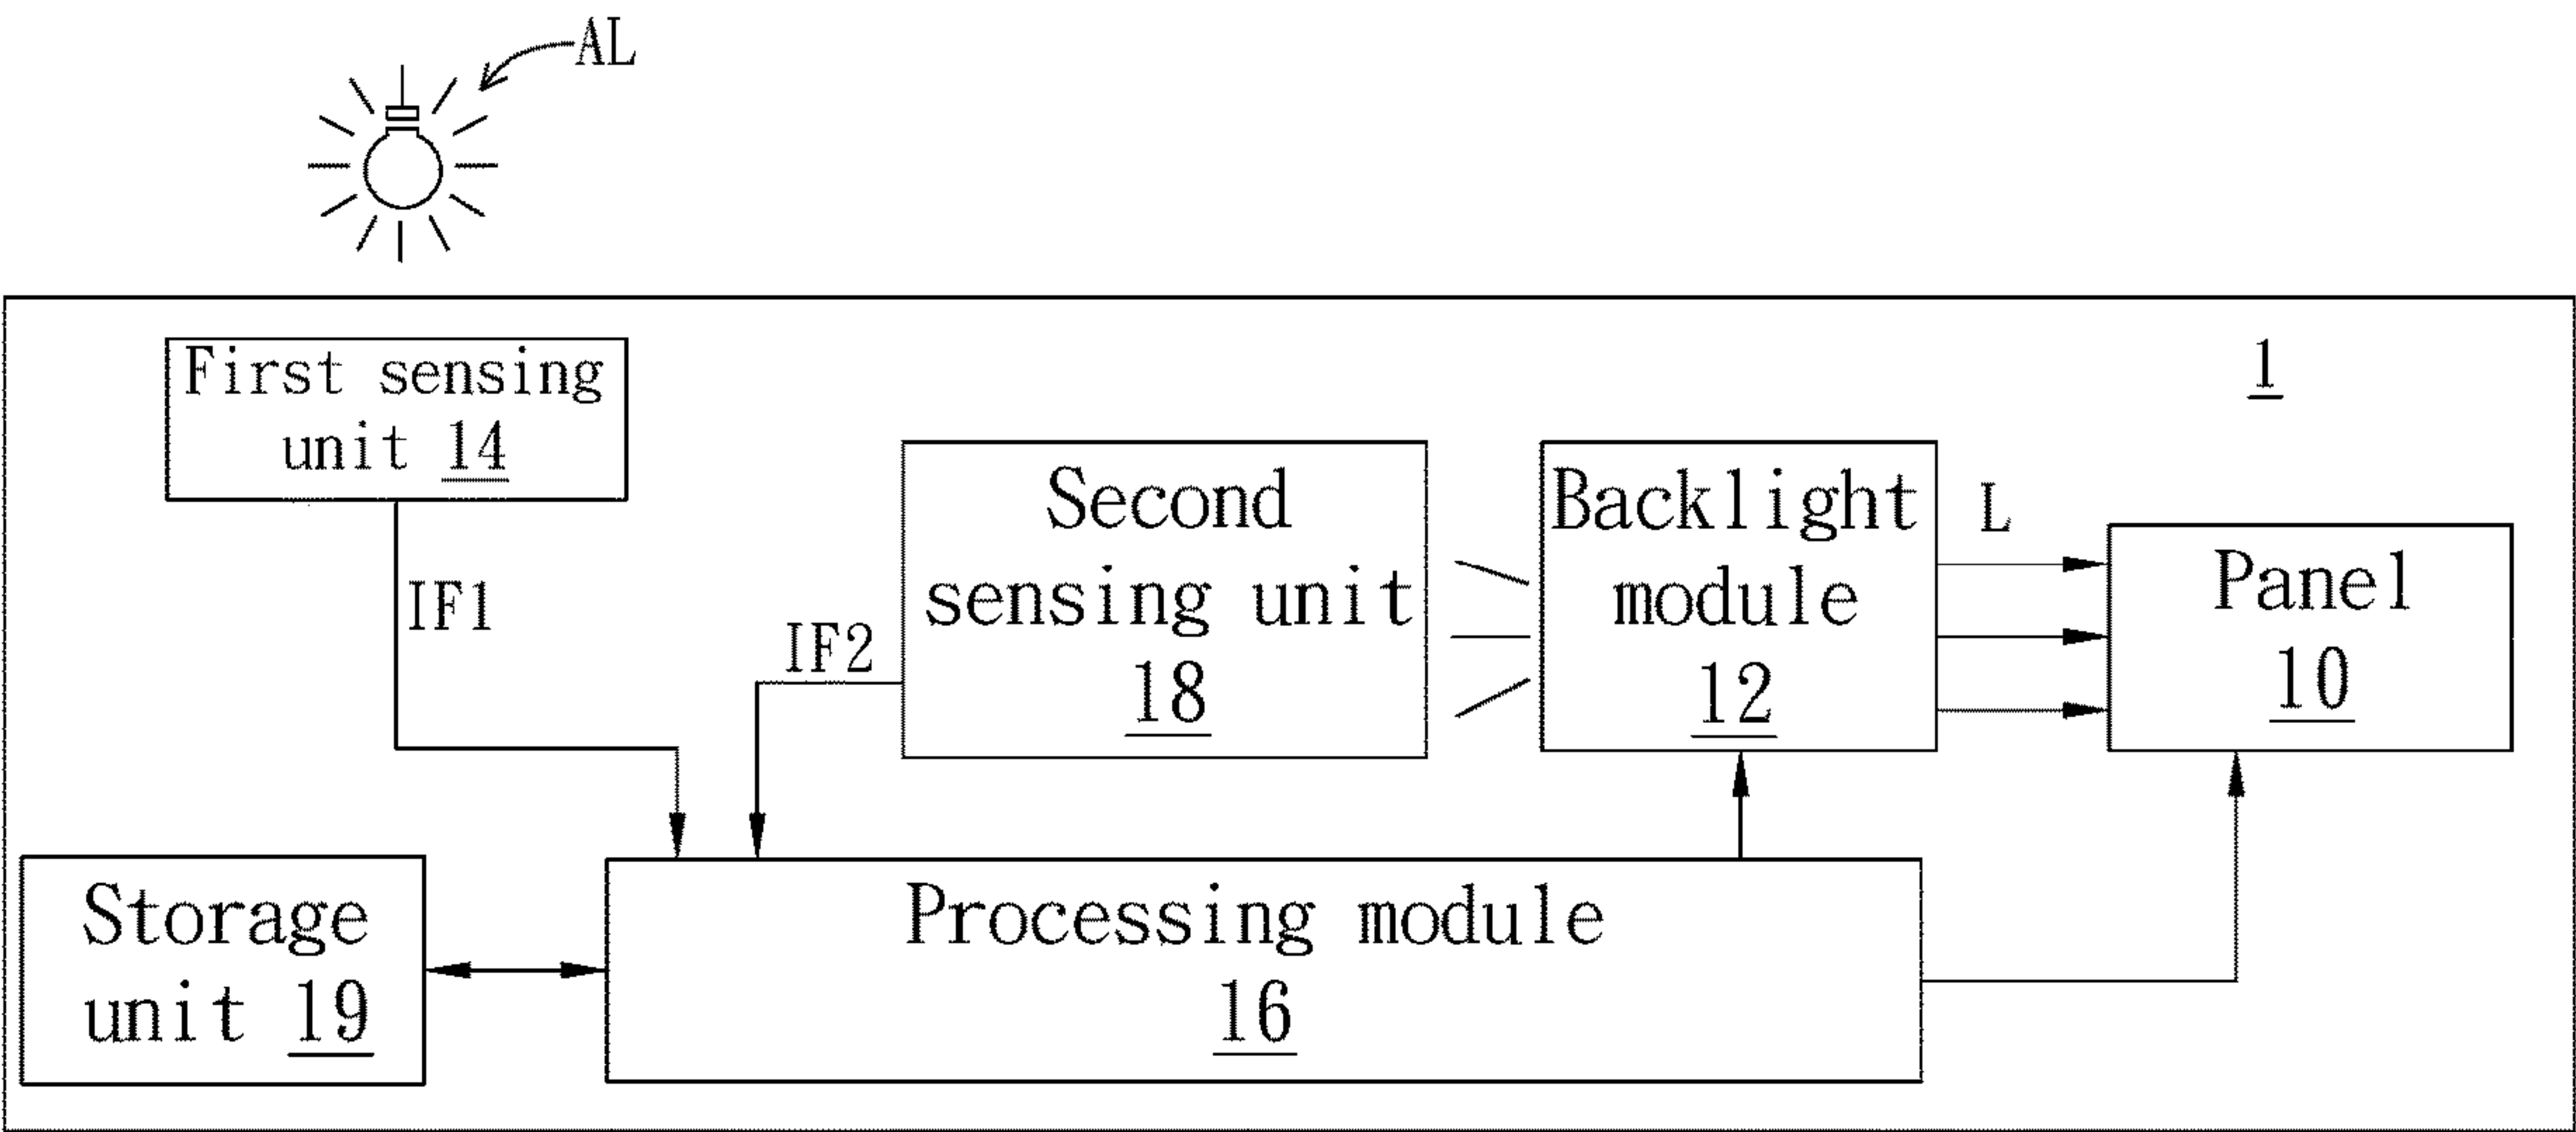 AL
1
First sensing
unit 14
Second
sensing unit
18
Backlight
module
12
L
Panel
10
IF1
IF2
Storage
unit 19
Processing module
16